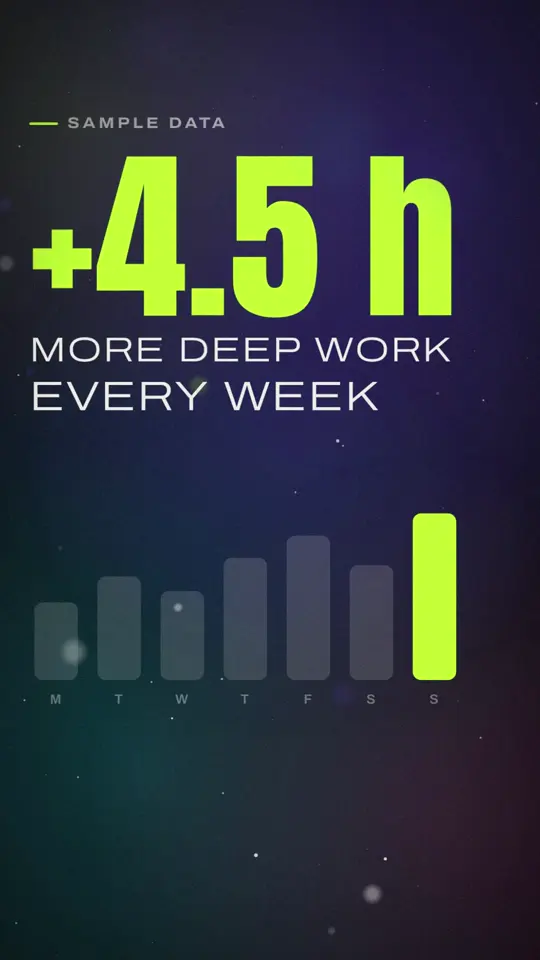 SAMPLE DATA
+4.5 h
MORE DEEP WORK
EVERY WEEK
M T W T F S S